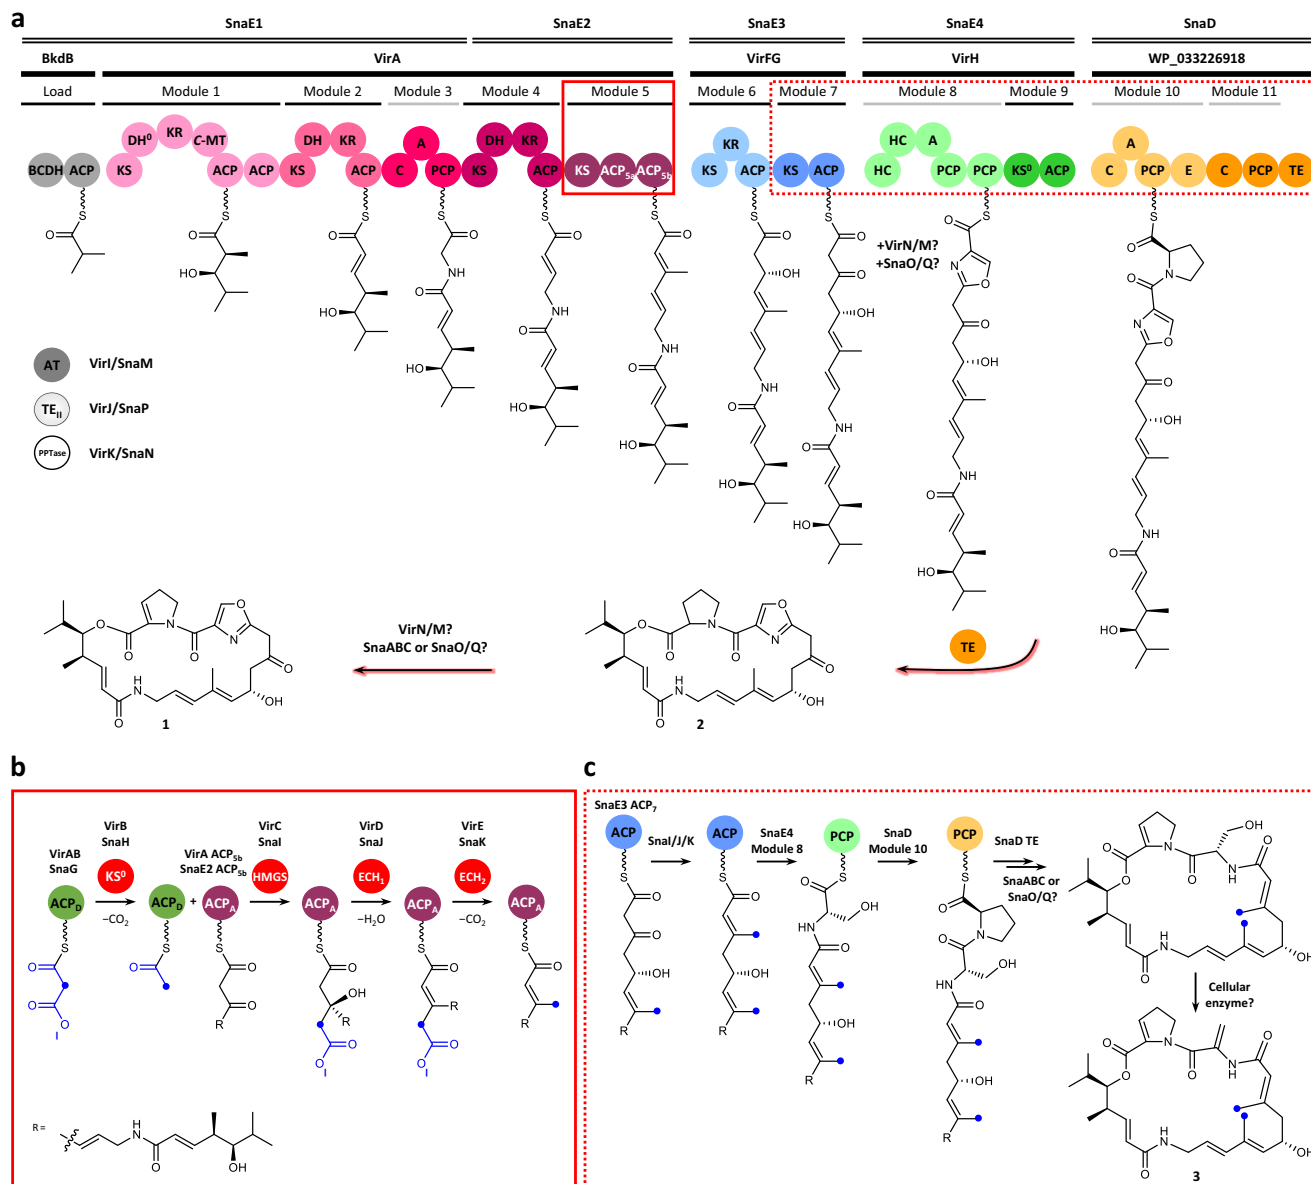 a
SnaE1 SnaE2 SnaE3 SnaE4 SnaD
BkdB VirA VirFG VirH WP_033226918
Load Module 1 Module 2 Module 3 Module 4 Module 5 Module 6 Module 7 Module 8 Module 9 Module 10 Module 11
DH⁰ KR C-MT DH KR A DH KR KR HC A A
BCDH ACP KS ACP ACP KS ACP C PCP KS ACP KS ACP5a ACP5b KS ACP KS ACP HC PCP PCP KS⁰ ACP C PCP E C PCP TE
S S S S S S S S S S
O O O O O O O O O O O O
HO NH O N O
+VirN/M?
+SnaO/Q?
OH OH OH
HO HO O NH HO
AT VirI/SnaM
TEII VirJ/SnaP
PPTase VirK/SnaN
O NH HO O NH HO O NH HO O NH HO O NH HO
VirN/M?
SnaABC or SnaO/Q?
TE
O O N O O N O
O N H OH
1
O O N O O N O
O N H OH
2
b
VirB VirC VirD VirE
SnaH SnaI SnaJ SnaK
VirAB VirA ACP5b
SnaG SnaE2 ACP5b
KS⁰ HMGS ECH1 ECH2
ACPD ACPD + ACPA ACPA ACPA ACPA
−CO2 −H2O −CO2
S S S S S S
O O O O O O
O O OH R R
O R O O R
R = H N O OH
c
SnaE3 ACP7
ACP ACP PCP PCP
SnaI/J/K SnaE4 SnaD SnaD TE
Module 8 Module 10
SnaABC or
SnaO/Q?
S S S S
O O O O
O OH HN O N OH
OH R OH R OH R HN O OH R
O O N O HO N H O
O N H OH
Cellular
enzyme?
O O N O N H O
O N H OH
3